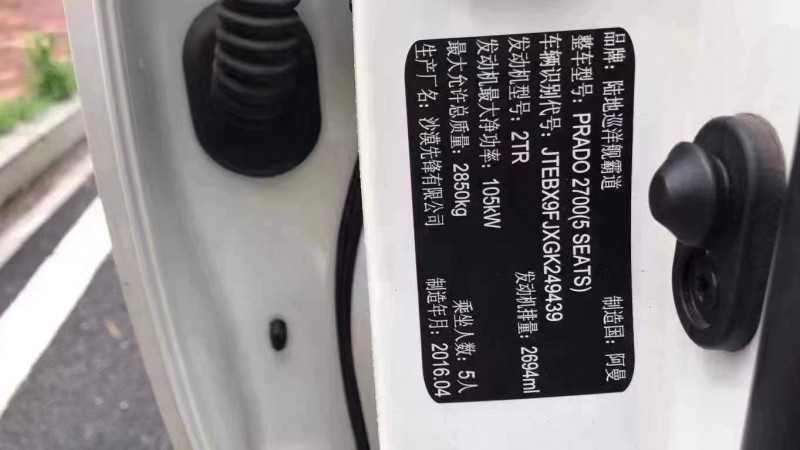 品牌：陆地巡洋舰霸道 制造国：阿曼
整车型号：PRADO 2700(5 SEATS)
车辆识别代号：JTEBX9FJXGK249439
发动机型号：2TR 发动机排量：2694ml
发动机最大净功率：105kW
最大允许总质量：2850kg 乘坐人数：5人
生产厂名：沙漠先锋有限公司 制造年月：2016.04